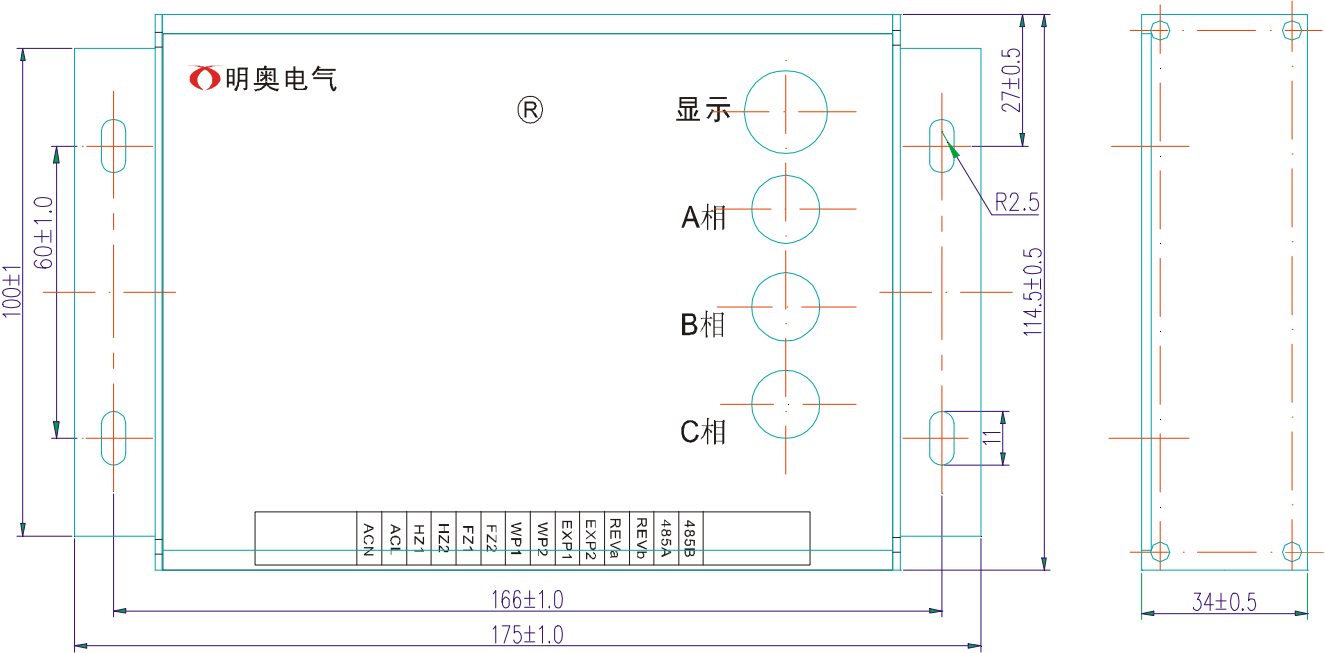 明奥电气
®
显示
A相
B相
C相
ACN
ACL
HZ1
HZ2
FZ1
FZ2
WP1
WP2
EXP1
EXP2
REVa
REVb
485A
485B
100±1
60±1.0
27±0.5
R2.5
114.5±0.5
11
166±1.0
175±1.0
34±0.5